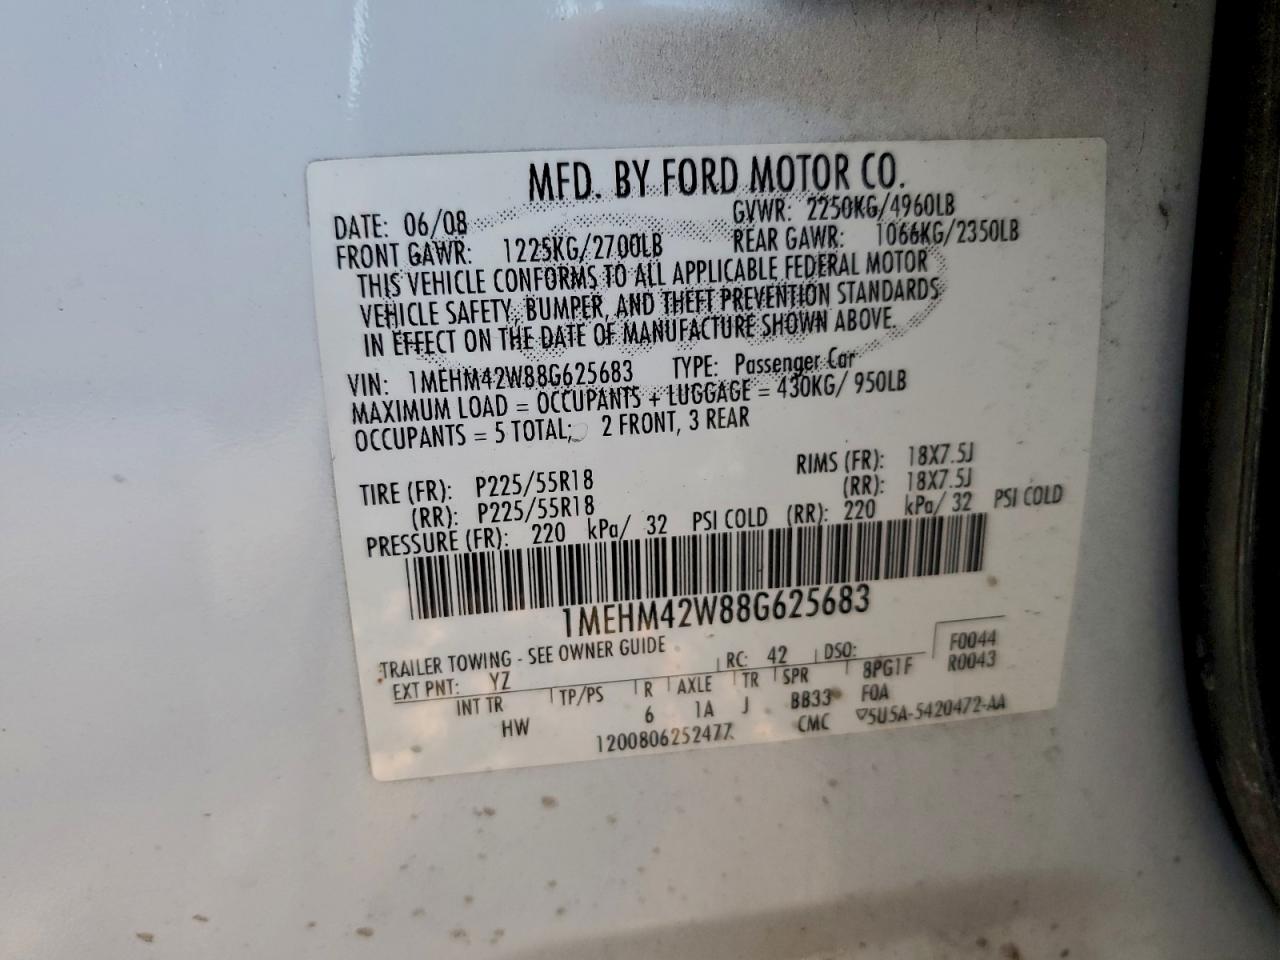 MFD. BY FORD MOTOR CO.
DATE: 06/08 GVWR: 2250KG/4960LB
FRONT GAWR: 1225KG/2700LB REAR GAWR: 1066KG/2350LB
THIS VEHICLE CONFORMS TO ALL APPLICABLE FEDERAL MOTOR
VEHICLE SAFETY, BUMPER, AND THEFT PREVENTION STANDARDS
IN EFFECT ON THE DATE OF MANUFACTURE SHOWN ABOVE.
VIN: 1MEHM42W88G625683 TYPE: Passenger Car
MAXIMUM LOAD = OCCUPANTS + LUGGAGE = 430KG/ 950LB
OCCUPANTS = 5 TOTAL; 2 FRONT, 3 REAR
TIRE (FR): P225/55R18 RIMS (FR): 18X7.5J
(RR): P225/55R18 (RR): 18X7.5J
PRESSURE (FR): 220 kPa/ 32 PSI COLD (RR): 220 kPa/ 32 PSI COLD
1MEHM42W88G625683
TRAILER TOWING - SEE OWNER GUIDE RC: 42 DSO: F0044
EXT PNT: YZ 8PG1F R0043
INT TR TP/PS R AXLE TR SPR F0A
HW 6 1A J BB33 ▽5U5A-5420472-AA
1200806252477 CMC